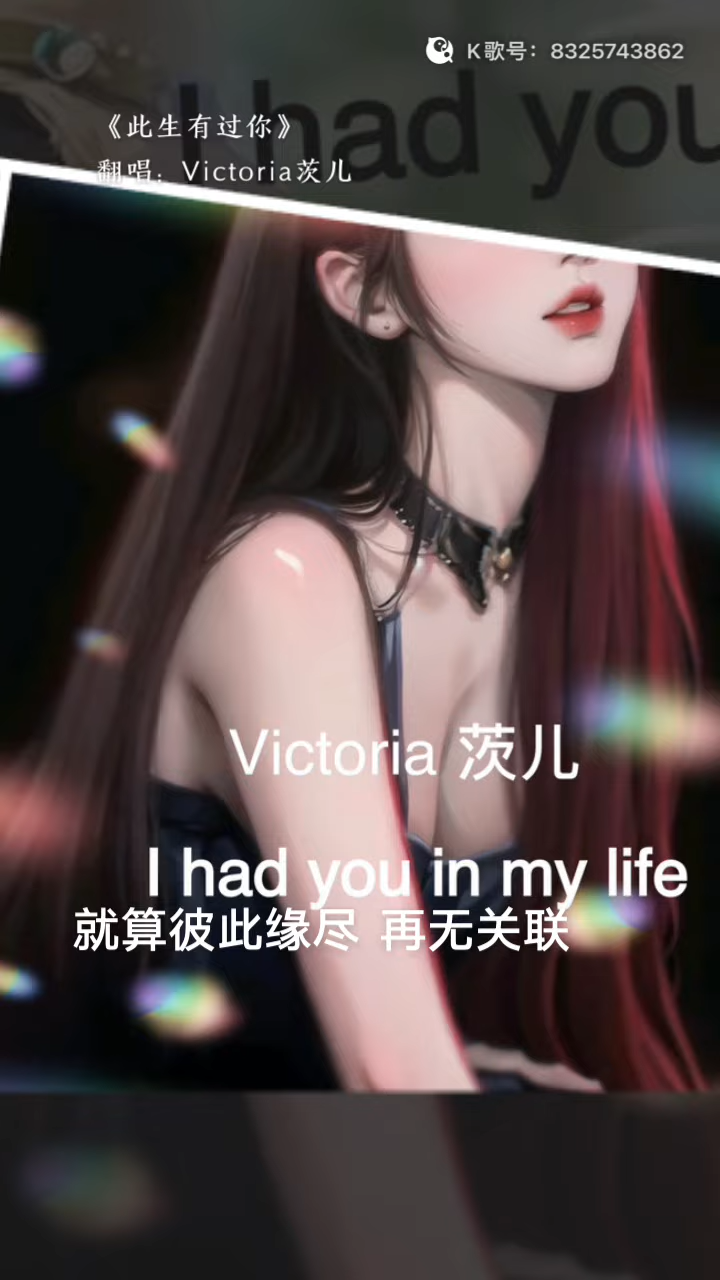 K歌号：8325743862
I had you
《此生有过你》
翻唱：Victoria茨儿
Victoria 茨儿
I had you in my life
就算彼此缘尽 再无关联